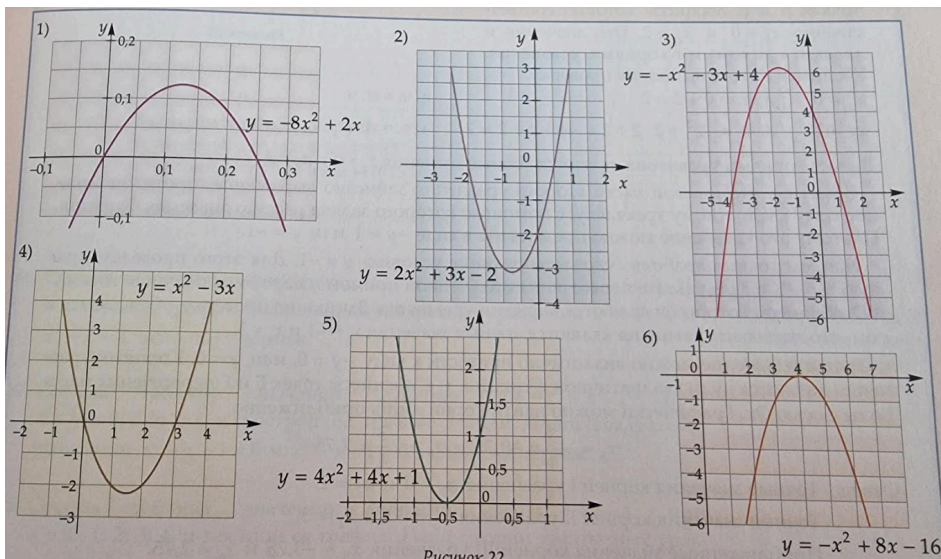 1)
y
0,2
0,1
y = −8x² + 2x
0
−0,1 0,1 0,2 0,3 x
−0,1
2)
y
3
2
1
0
−3 −2 −1 1 2 x
−1
−2
y = 2x² + 3x − 2
−3
−4
3)
y
6
5
y = −x² − 3x + 4
4
3
2
1
0
−5 −4 −2 −1 1 2 3 4 x
−0
−1
−2
−3
−4
−5
−6
4)
y
y = x² − 3x
4
2
0
−2 −1 1 2 3 4 x
−1
−2
−3
5)
y
2
1,5
1
0,5
y = 4x² + 4x + 1
0
−2 −1,5 −1 −0,5 0,5 1 x
6)
y
1
0 1 2 3 4 5 6 7 x
−1
−2
−3
−4
−5
−6
y = −x² + 8x − 16
Рисунок 22